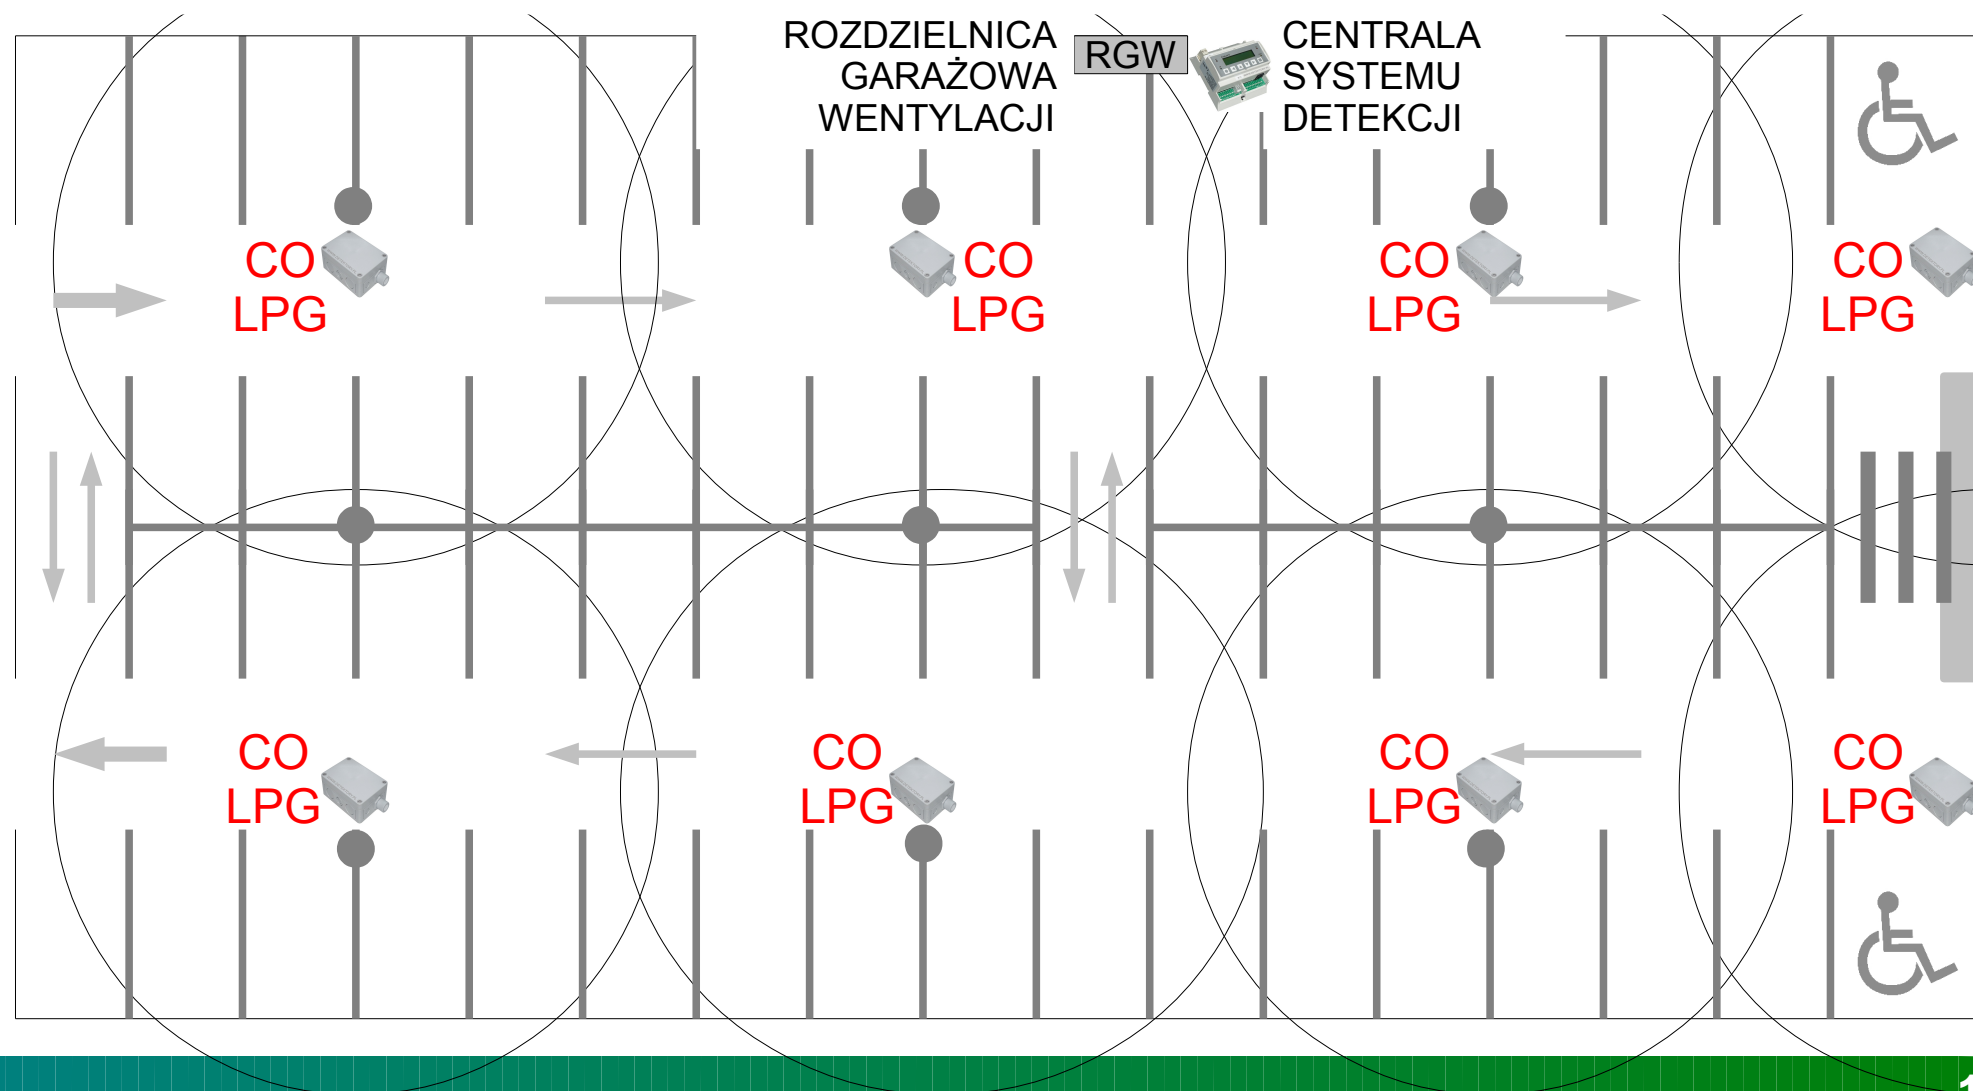 ROZDZIELNICA
GARAŻOWA
WENTYLACJI
RGW
CENTRALA
SYSTEMU
DETEKCJI
CO
LPG
CO
LPG
CO
LPG
CO
LPG
CO
LPG
CO
LPG
CO
LPG
CO
LPG